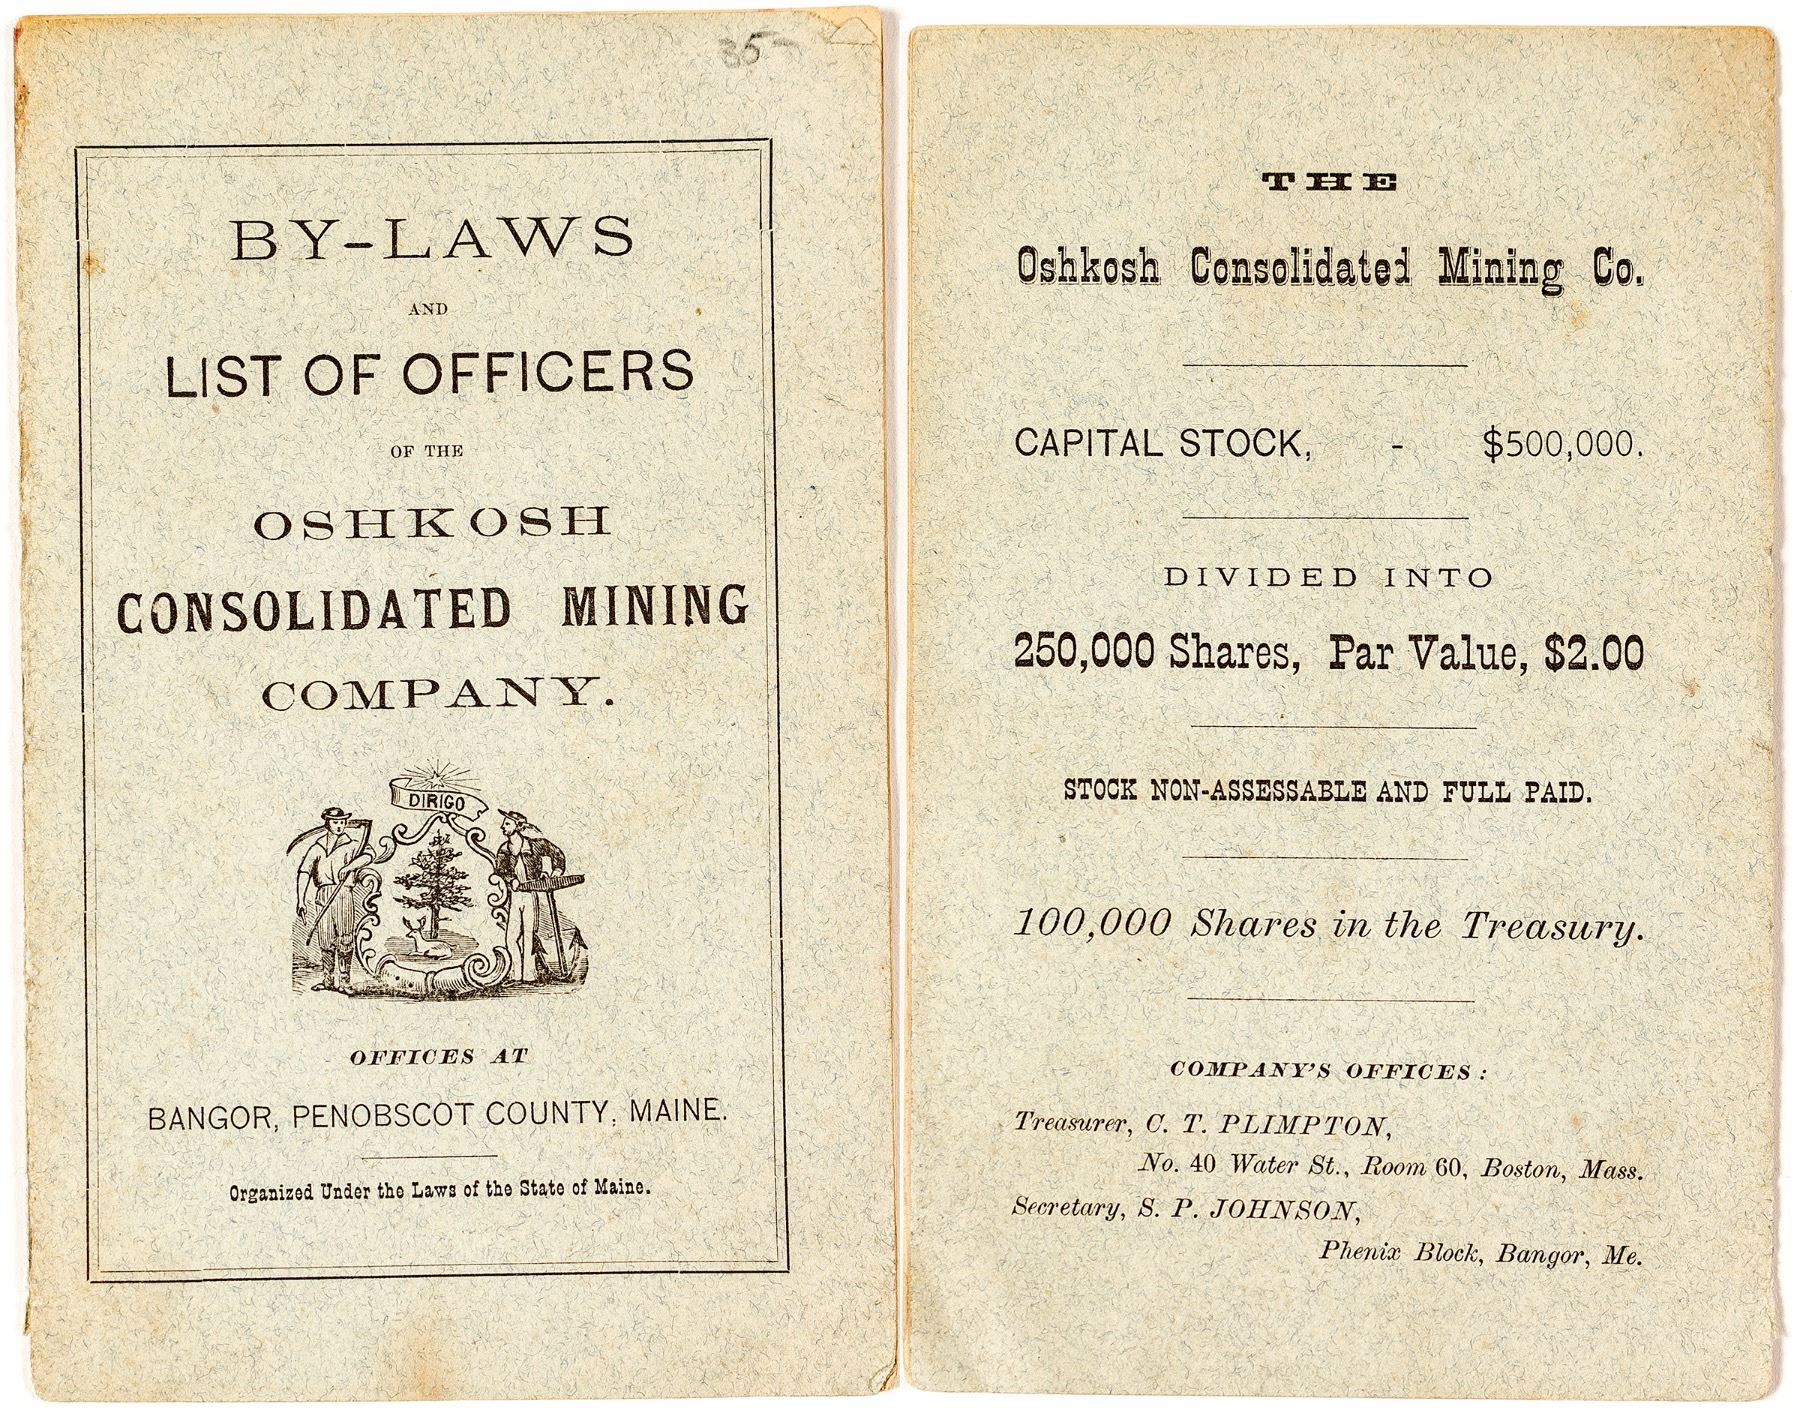 35-
BY-LAWS
AND
LIST OF OFFICERS
OF THE
OSHKOSH
CONSOLIDATED MINING
COMPANY.
DIRIGO
OFFICES AT
BANGOR, PENOBSCOT COUNTY, MAINE.
Organized Under the Laws of the State of Maine.
THE
Oshkosh Consolidated Mining Co.
CAPITAL STOCK, - $500,000.
DIVIDED INTO
250,000 Shares, Par Value, $2.00
STOCK NON-ASSESSABLE AND FULL PAID.
100,000 Shares in the Treasury.
COMPANY'S OFFICES:
Treasurer, C. T. PLIMPTON,
No. 40 Water St., Room 60, Boston, Mass.
Secretary, S. P. JOHNSON,
Phenix Block, Bangor, Me.